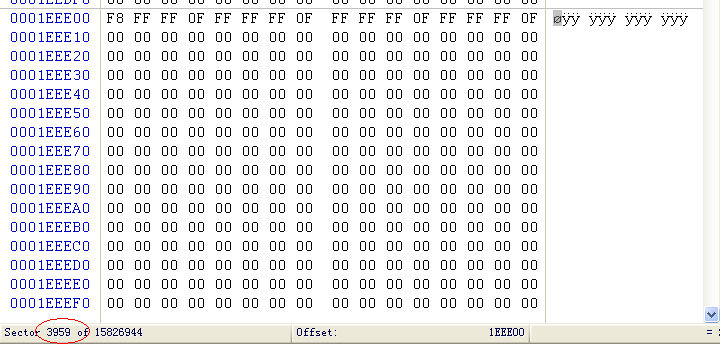 0001EEE00 F8 FF FF 0F FF FF FF 0F FF FF FF 0F FF FF FF 0F øÿÿ ÿÿÿ ÿÿÿ ÿÿÿ
0001EEE10 00 00 00 00 00 00 00 00 00 00 00 00 00 00 00 00
0001EEE20 00 00 00 00 00 00 00 00 00 00 00 00 00 00 00 00
0001EEE30 00 00 00 00 00 00 00 00 00 00 00 00 00 00 00 00
0001EEE40 00 00 00 00 00 00 00 00 00 00 00 00 00 00 00 00
0001EEE50 00 00 00 00 00 00 00 00 00 00 00 00 00 00 00 00
0001EEE60 00 00 00 00 00 00 00 00 00 00 00 00 00 00 00 00
0001EEE70 00 00 00 00 00 00 00 00 00 00 00 00 00 00 00 00
0001EEE80 00 00 00 00 00 00 00 00 00 00 00 00 00 00 00 00
0001EEE90 00 00 00 00 00 00 00 00 00 00 00 00 00 00 00 00
0001EEEA0 00 00 00 00 00 00 00 00 00 00 00 00 00 00 00 00
0001EEEB0 00 00 00 00 00 00 00 00 00 00 00 00 00 00 00 00
0001EEEC0 00 00 00 00 00 00 00 00 00 00 00 00 00 00 00 00
0001EEED0 00 00 00 00 00 00 00 00 00 00 00 00 00 00 00 00
0001EEEE0 00 00 00 00 00 00 00 00 00 00 00 00 00 00 00 00
0001EEEF0 00 00 00 00 00 00 00 00 00 00 00 00 00 00 00 00
Sector 3959 of 15826944 Offset: 1EEE00 =